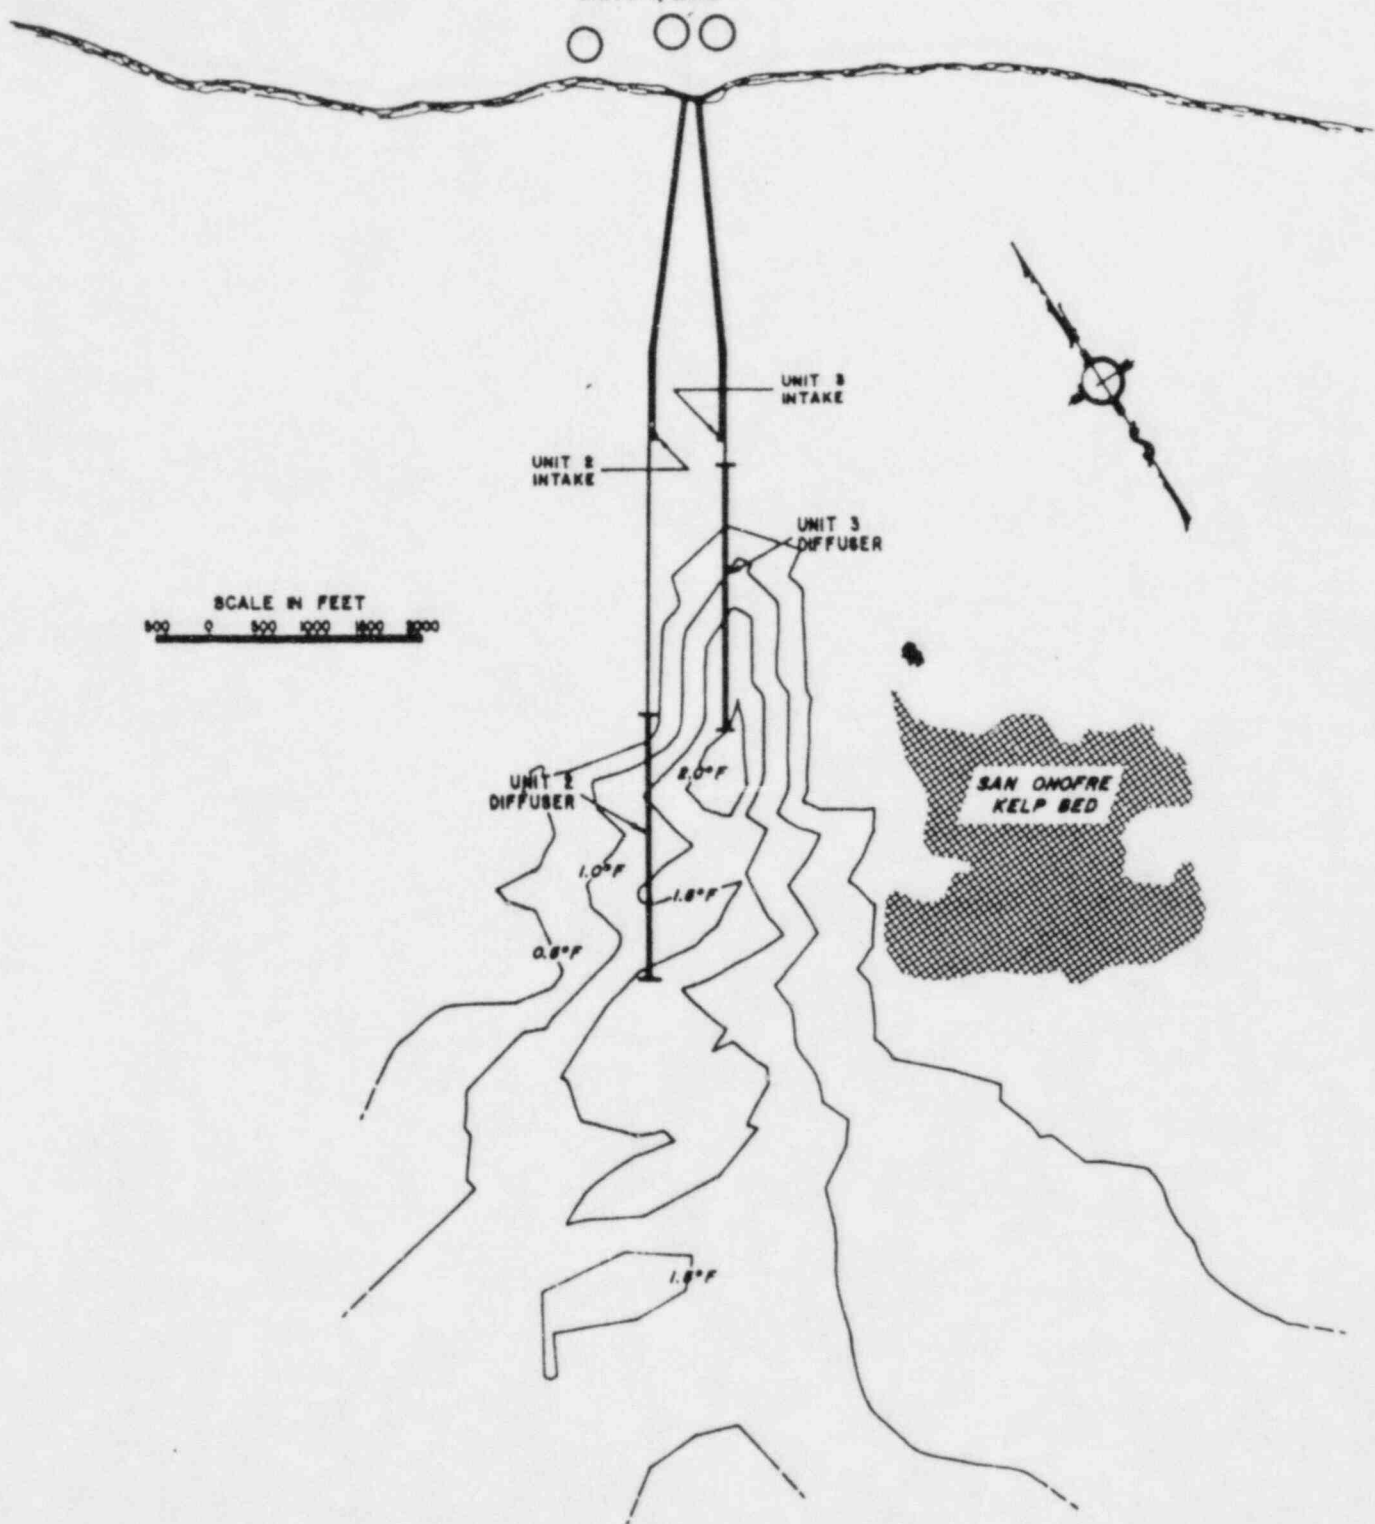 UNIT 3
INTAKE
UNIT 2
INTAKE
UNIT 3
DIFFUSER
SCALE IN FEET
500 0 500 1000 1500 2000
2.0°F
UNIT 2
DIFFUSER
SAN ONOFRE
KELP BED
1.0°F
1.5°F
0.5°F
1.5°F